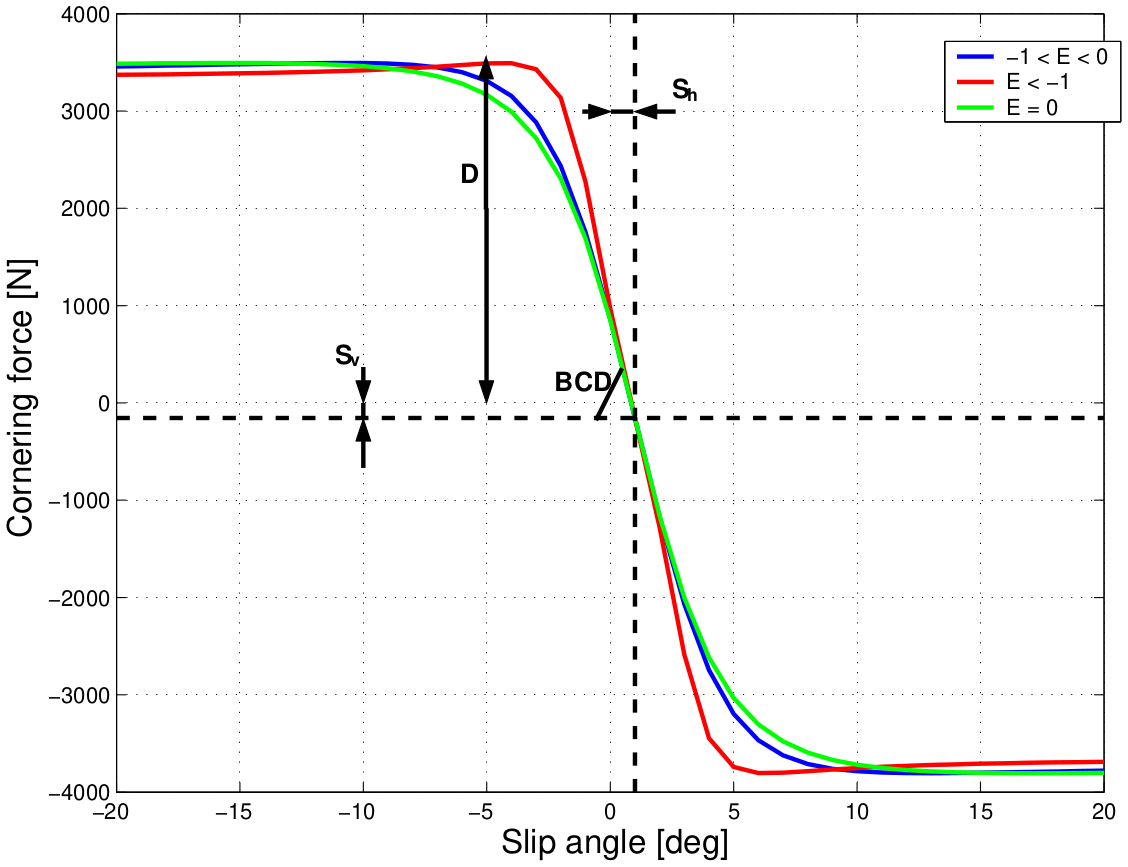 4000
3000
2000
1000
0
−1000
−2000
−3000
−4000
−20
−15
−10
−5
0
5
10
15
20
Slip angle [deg]
Cornering force [N]
−1 < E < 0
E < −1
E = 0
Sh
D
Sv
BCD